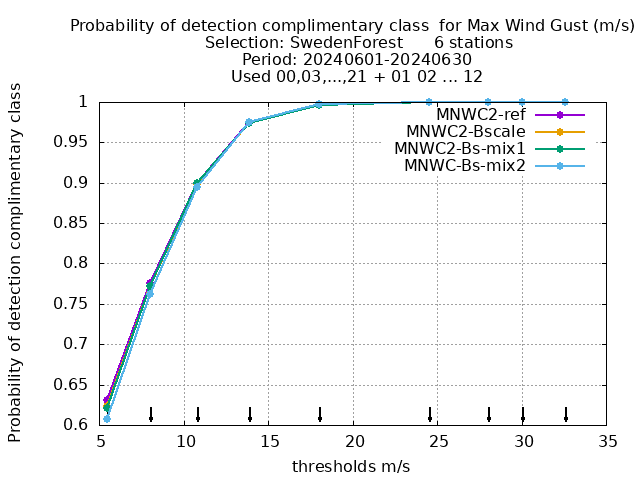 Probability of detection complimentary class  for Max Wind Gust (m/s)
Selection: SwedenForest      6 stations
Period: 20240601-20240630
Used 00,03,...,21 + 01 02 ... 12
Probability of detection complimentary class
1
0.95
0.9
0.85
0.8
0.75
0.7
0.65
0.6
MNWC2-ref
MNWC2-Bscale
MNWC2-Bs-mix1
MNWC-Bs-mix2
5 10 15 20 25 30 35
thresholds m/s